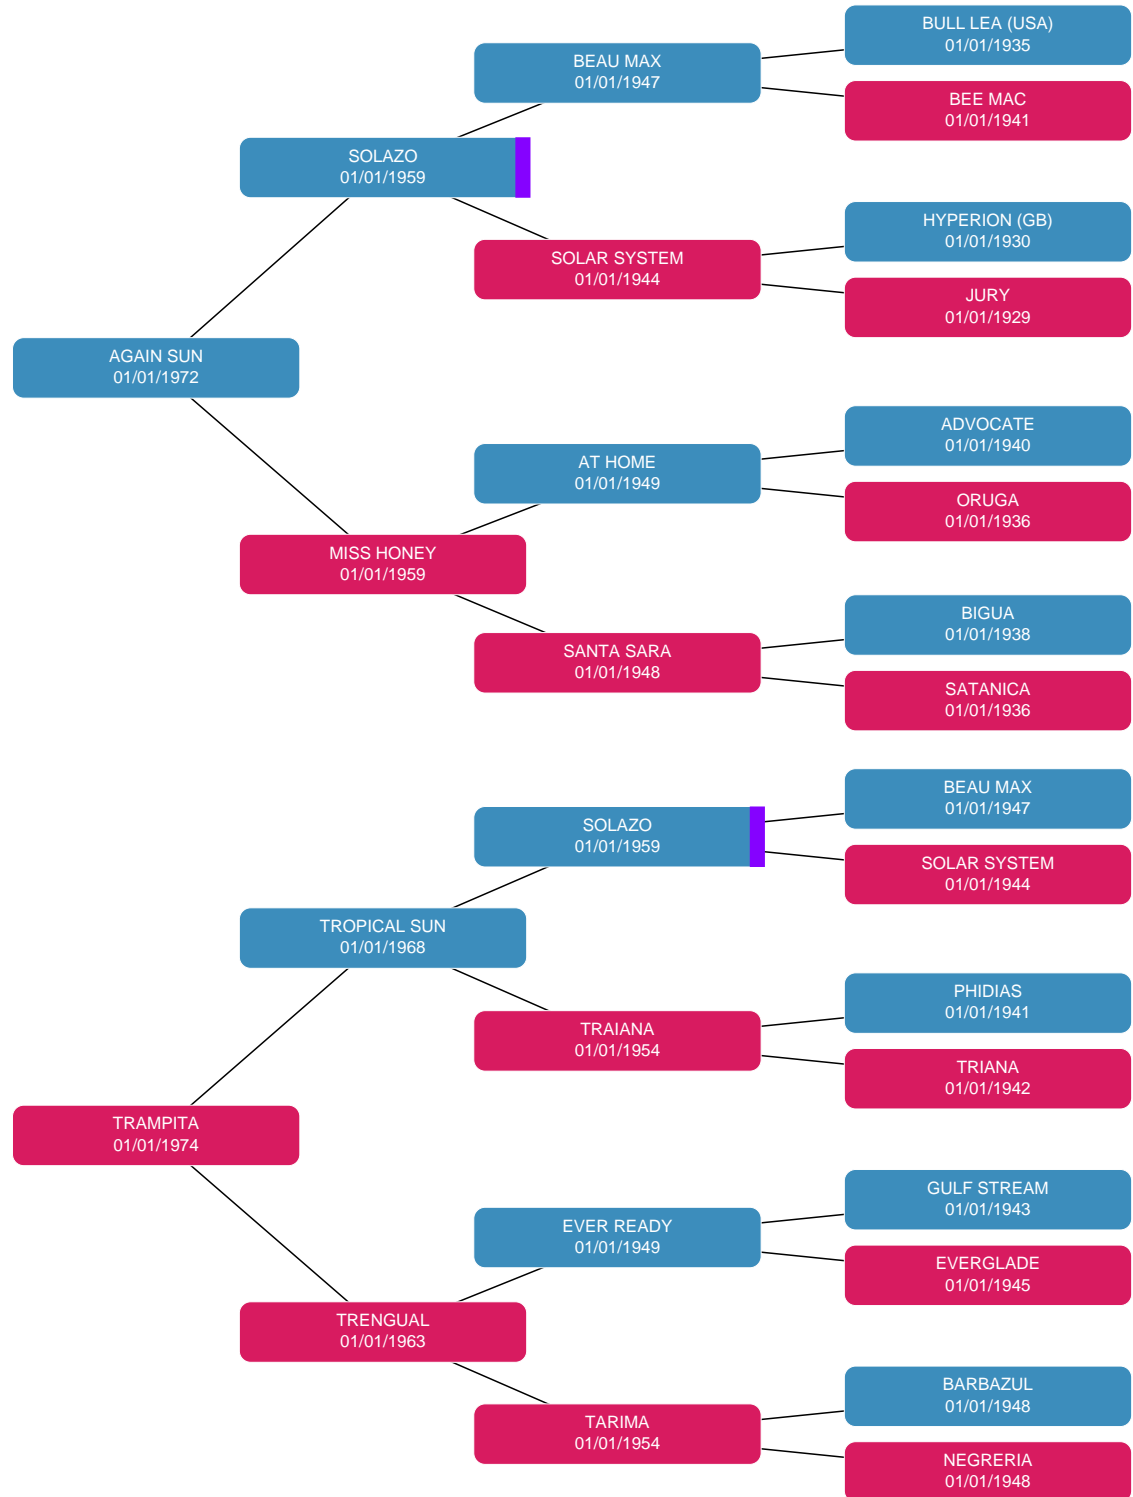 BULL LEA (USA)
01/01/1935
BEAU MAX
01/01/1947
BEE MAC
01/01/1941
SOLAZO
01/01/1959
HYPERION (GB)
01/01/1930
SOLAR SYSTEM
01/01/1944
JURY
01/01/1929
AGAIN SUN
01/01/1972
ADVOCATE
01/01/1940
AT HOME
01/01/1949
ORUGA
01/01/1936
MISS HONEY
01/01/1959
BIGUA
01/01/1938
SANTA SARA
01/01/1948
SATANICA
01/01/1936
BEAU MAX
01/01/1947
SOLAZO
01/01/1959
SOLAR SYSTEM
01/01/1944
TROPICAL SUN
01/01/1968
PHIDIAS
01/01/1941
TRAIANA
01/01/1954
TRIANA
01/01/1942
TRAMPITA
01/01/1974
GULF STREAM
01/01/1943
EVER READY
01/01/1949
EVERGLADE
01/01/1945
TRENGUAL
01/01/1963
BARBAZUL
01/01/1948
TARIMA
01/01/1954
NEGRERIA
01/01/1948